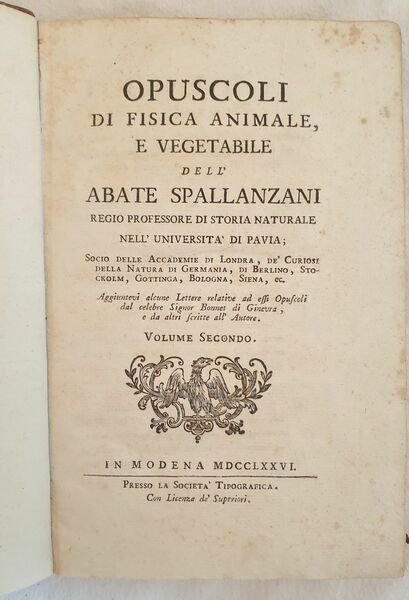 OPUSCOLI
DI FISICA ANIMALE,
E VEGETABILE
DELL'
ABATE SPALLANZANI
REGIO PROFESSORE DI STORIA NATURALE
NELL' UNIVERSITA' DI PAVIA;
SOCIO DELLE ACCADEMIE DI LONDRA, DE' CURIOSI
DELLA NATURA DI GERMANIA, DI BERLINO, STO-
CKOLM, GOTTINGA, BOLOGNA, SIENA, ec.
Aggiuntevi alcune Lettere relative ad essi Opuscoli
dal celebre Signor Bonnet di Ginevra,
e da altri scritte all' Autore.
VOLUME SECONDO.
IN MODENA MDCCLXXVI.
PRESSO LA SOCIETA' TIPOGRAFICA.
Con Licenza de' Superiori.